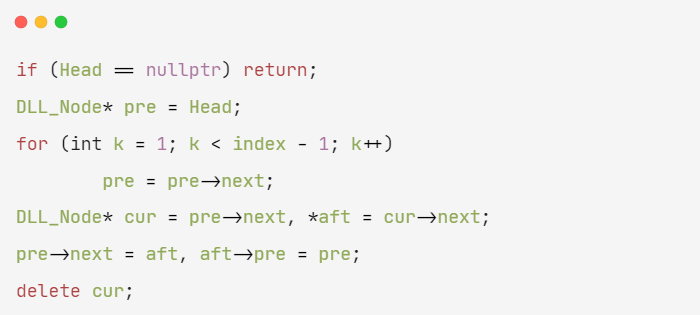 if (Head == nullptr) return;
DLL_Node* pre = Head;
for (int k = 1; k < index - 1; k++)
        pre = pre->next;
DLL_Node* cur = pre->next, *aft = cur->next;
pre->next = aft, aft->pre = pre;
delete cur;